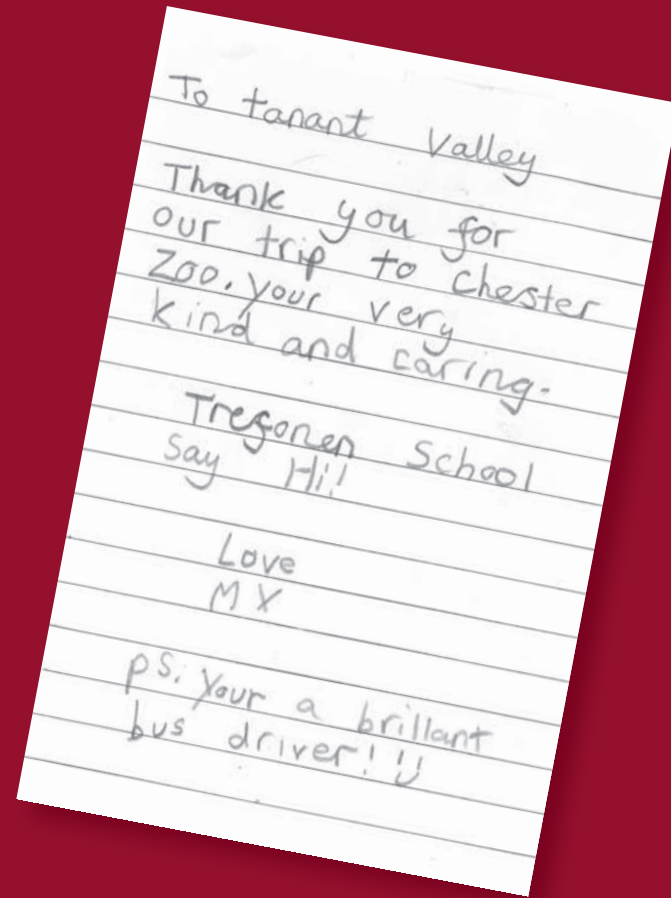 To tanant Valley
Thank you for
our trip to Chester
Zoo. your very
kind and caring.
Tregonen School
Say Hi!
Love
M X
ps. Your a brillant
bus driver!